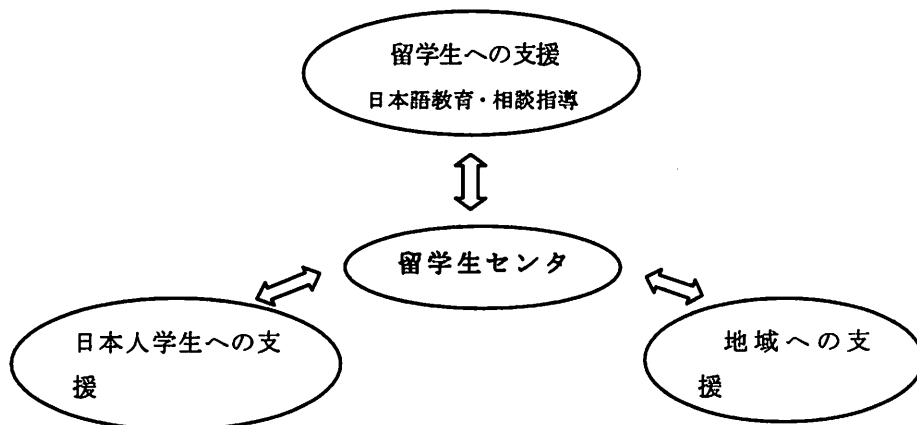 留学生への支援
日本語教育・相談指導
留学生センタ
日本人学生への支
援
地域への支
援